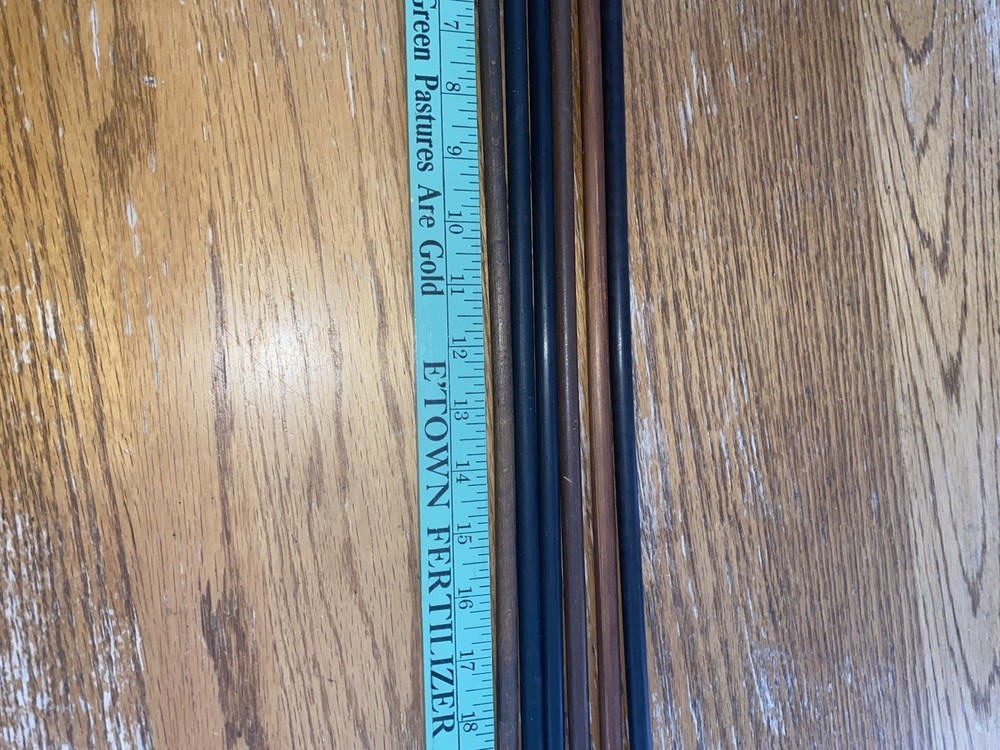 Green Pastures Are Gold E'TOWN FERTILIZER
7 8 9 10 11 12 13 14 15 16 17 18